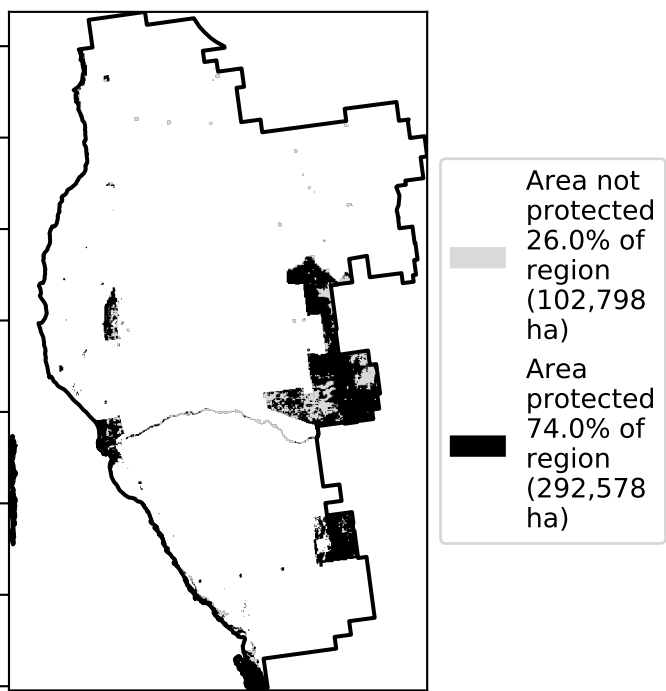 Area not
protected
26.0% of
region
(102,798
ha)
Area
protected
74.0% of
region
(292,578
ha)